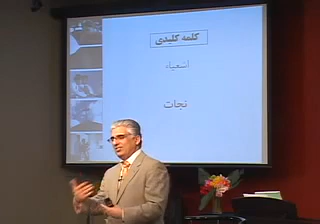 کلمه کلیدی
اشعیاء
نجات